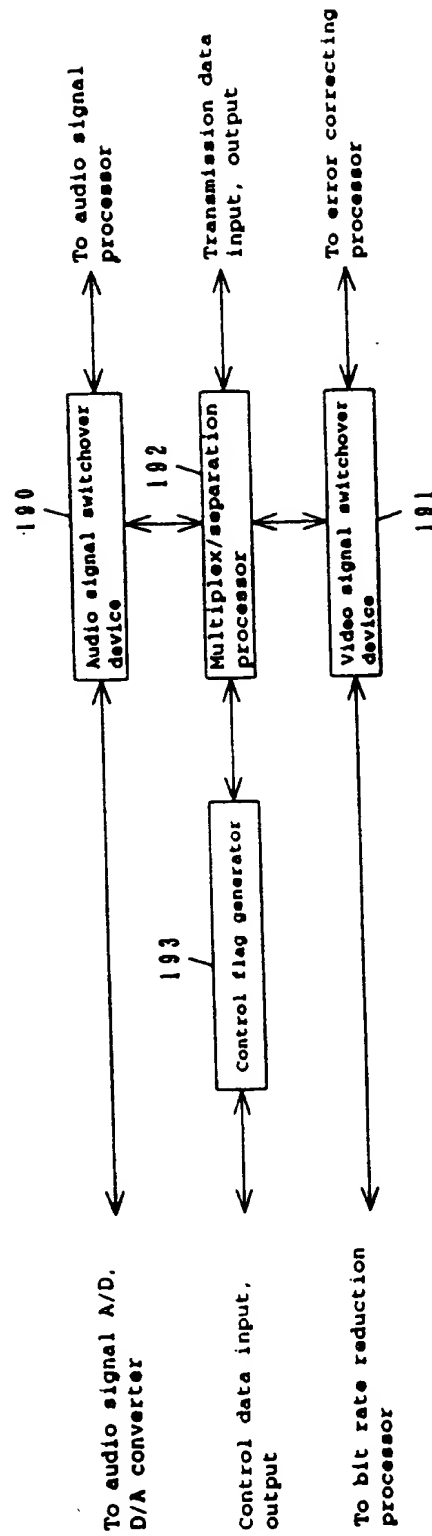 To audio signal A/D,
D/A converter
190
Audio signal switchover
device
To audio signal
processor
Control data input,
output
193
Control flag generator
192
Multiplex/separation
processor
Transmission data
input, output
To bit rate reduction
processor
Video signal switchover
device
191
To error correcting
processor